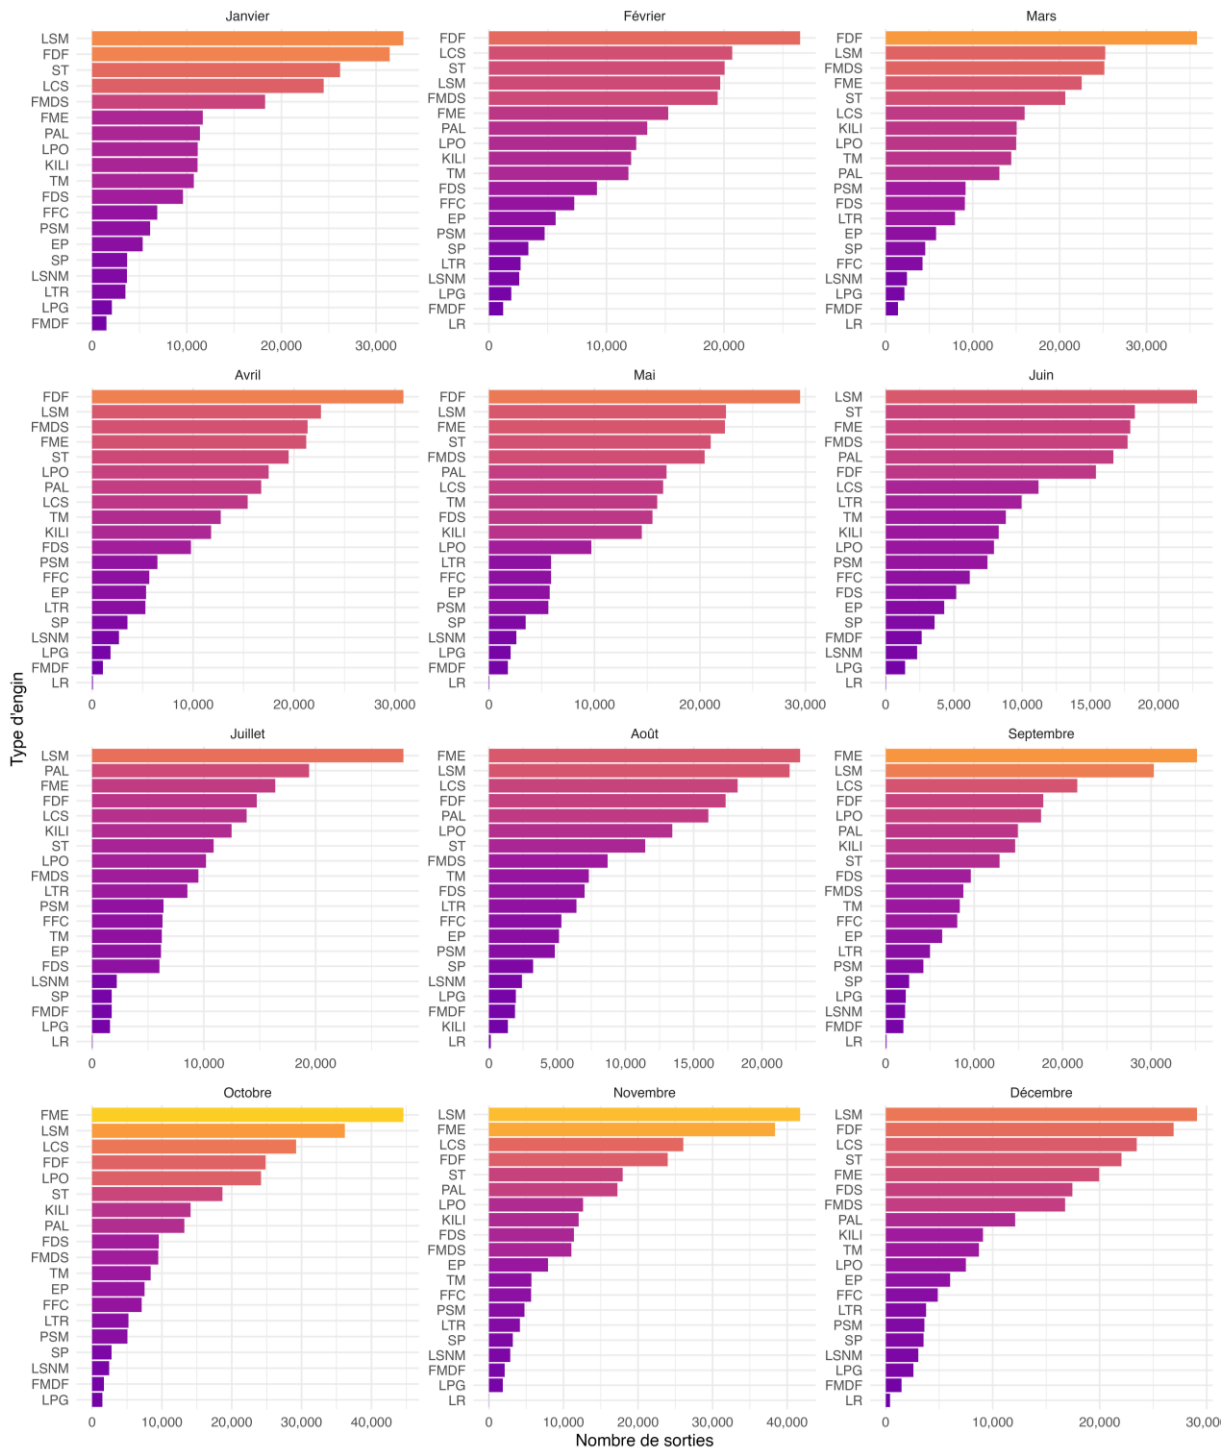 Janvier
LSM
FDF
ST
LCS
FMDS
FME
PAL
LPO
KILI
TM
FDS
FFC
PSM
EP
SP
LSNM
LTR
LPG
FMDF
0 10,000 20,000 30,000
Février
FDF
LCS
ST
LSM
FMDS
FME
PAL
LPO
KILI
TM
FDS
FFC
EP
PSM
SP
LTR
LSNM
LPG
FMDF
LR
0 10,000 20,000
Mars
FDF
LSM
FMDS
FME
ST
LCS
KILI
LPO
TM
PAL
PSM
FDS
LTR
EP
SP
FFC
LSNM
LPG
FMDF
LR
0 10,000 20,000 30,000
Avril
FDF
LSM
FMDS
FME
ST
LPO
PAL
LCS
TM
KILI
FDS
PSM
FFC
EP
LTR
SP
LSNM
LPG
FMDF
LR
0 10,000 20,000 30,000
Mai
FDF
LSM
FME
ST
FMDS
PAL
LCS
TM
FDS
KILI
LPO
LTR
FFC
EP
PSM
SP
LSNM
LPG
FMDF
LR
0 10,000 20,000 30,000
Juin
LSM
ST
FME
FMDS
PAL
FDF
LCS
LTR
TM
KILI
LPO
PSM
FFC
FDS
EP
SP
FMDF
LSNM
LPG
LR
0 5,000 10,000 15,000 20,000
Type d'engin
Juillet
LSM
PAL
FME
FDF
LCS
KILI
ST
LPO
FMDS
LTR
PSM
FFC
TM
EP
FDS
LSNM
SP
FMDF
LPG
LR
0 10,000 20,000
Août
FME
LSM
LCS
FDF
PAL
LPO
ST
FMDS
TM
FDS
LTR
FFC
EP
PSM
SP
LSNM
LPG
FMDF
KILI
LR
0 5,000 10,000 15,000 20,000
Septembre
FME
LSM
LCS
FDF
LPO
PAL
KILI
ST
FDS
FMDS
TM
FFC
EP
LTR
PSM
SP
LPG
LSNM
FMDF
LR
0 10,000 20,000 30,000
Octobre
FME
LSM
LCS
FDF
LPO
ST
KILI
PAL
FDS
FMDS
TM
EP
FFC
LTR
PSM
SP
LSNM
FMDF
LPG
0 10,000 20,000 30,000 40,000
Novembre
LSM
FME
LCS
FDF
ST
PAL
LPO
KILI
FDS
FMDS
EP
TM
FFC
PSM
LTR
SP
LSNM
FMDF
LPG
LR
0 10,000 20,000 30,000 40,000
Décembre
LSM
FDF
LCS
ST
FME
FDS
FMDS
PAL
KILI
TM
LPO
EP
FFC
LTR
PSM
SP
LSNM
LPG
FMDF
LR
0 10,000 20,000 30,000
Nombre de sorties